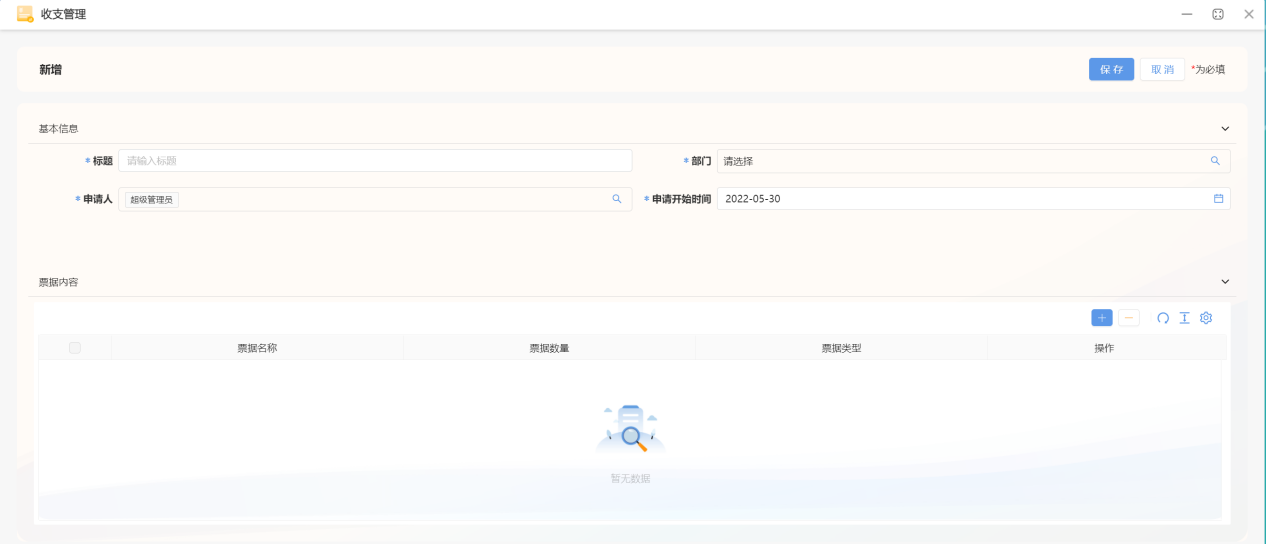 收支管理
新增
保存 取消 *为必填
基本信息
*标题 请输入标题 *部门 请选择
*申请人 超级管理员 *申请开始时间 2022-05-30
票据内容
票据名称 票据数量 票据类型 操作
暂无数据